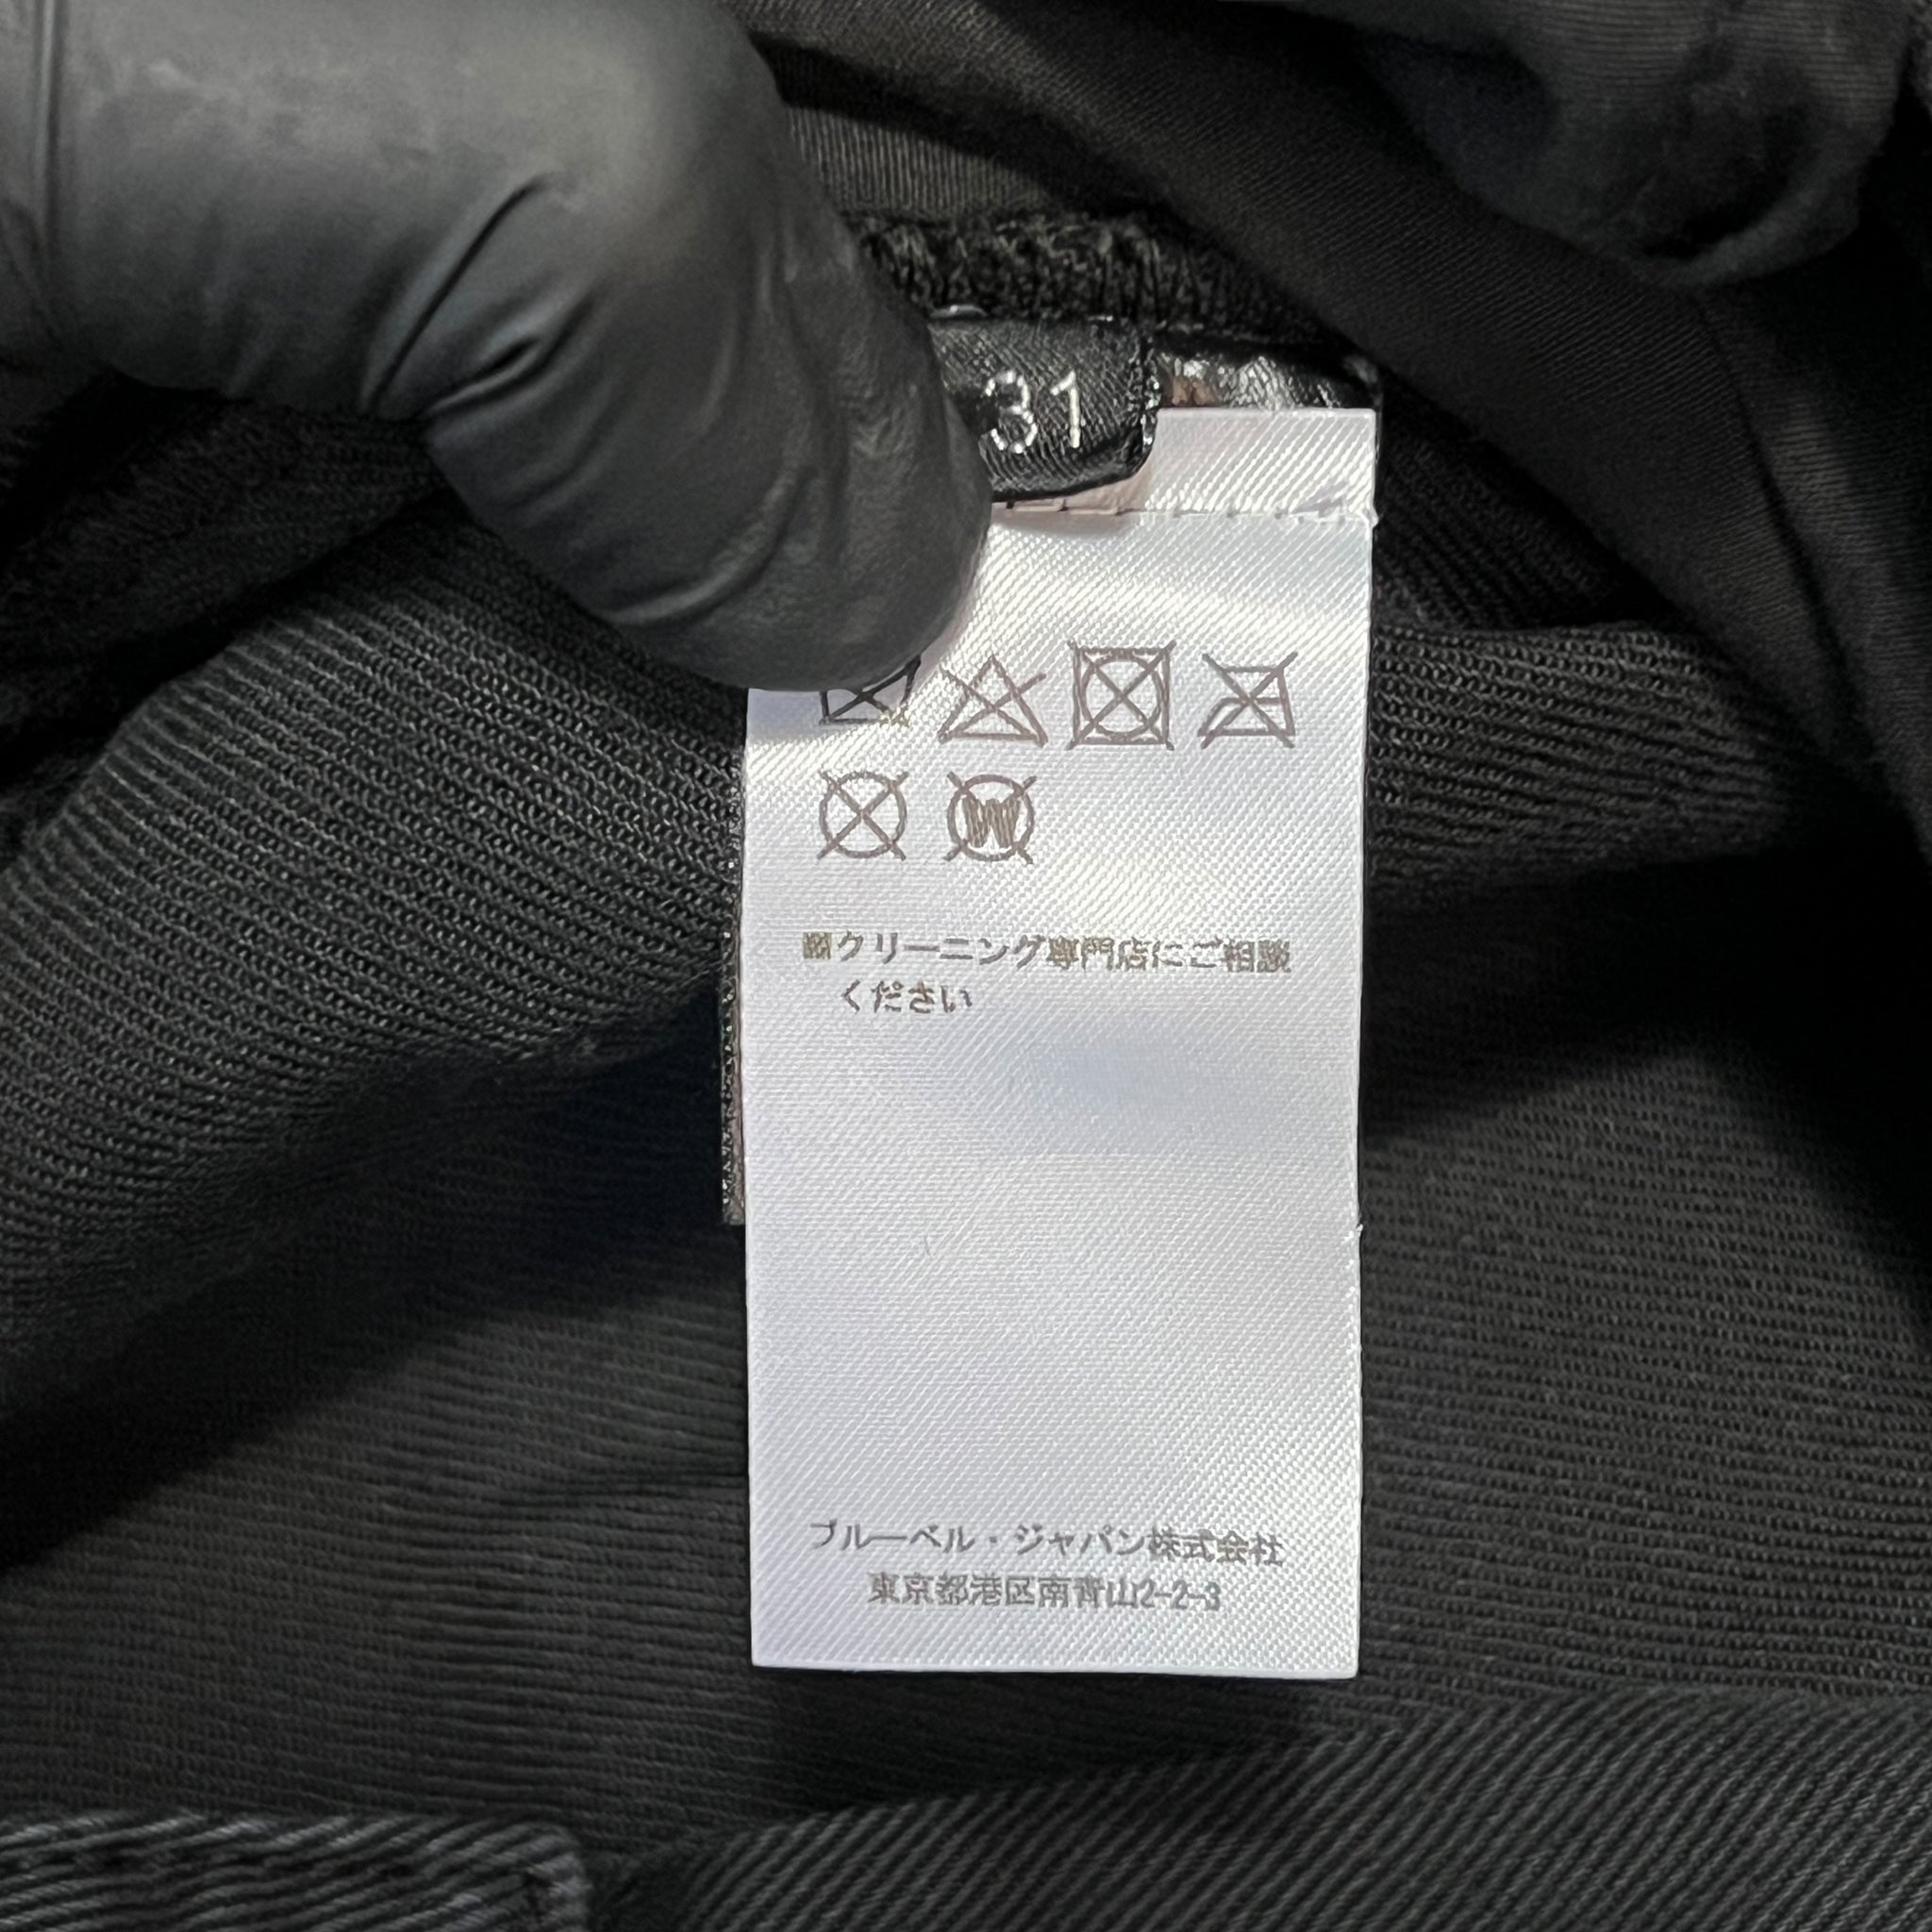 31
W
※クリーニング専門店にご相談
ください
ブルーベル・ジャパン株式会社
東京都港区南青山2-2-3